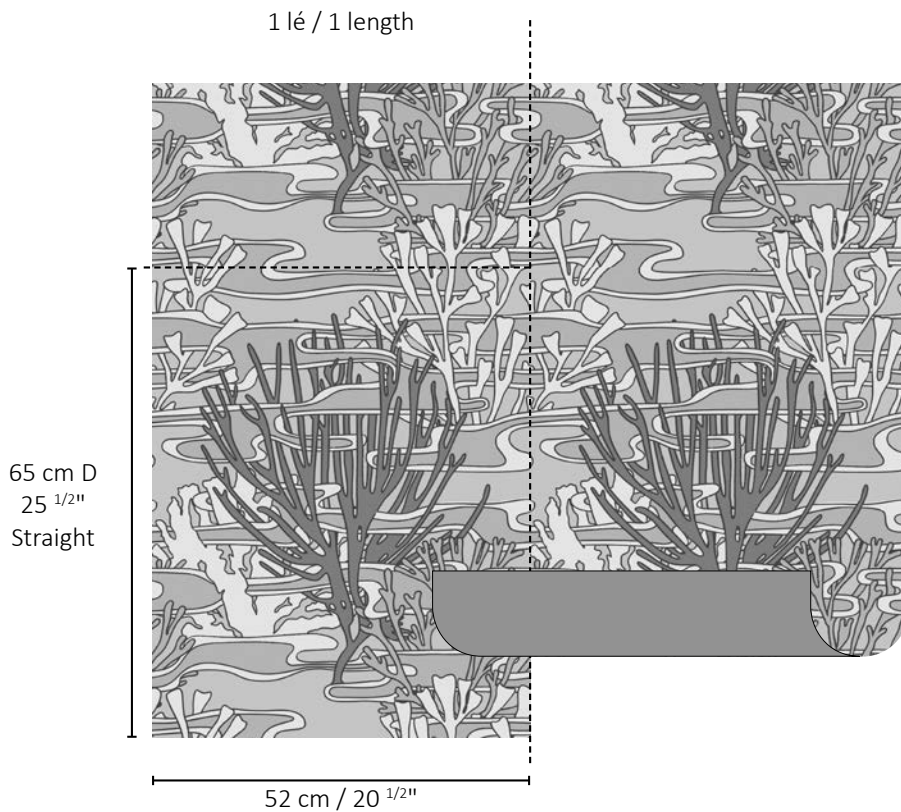 1 lé / 1 length
65 cm D
25 1/2"
Straight
52 cm / 20 1/2"